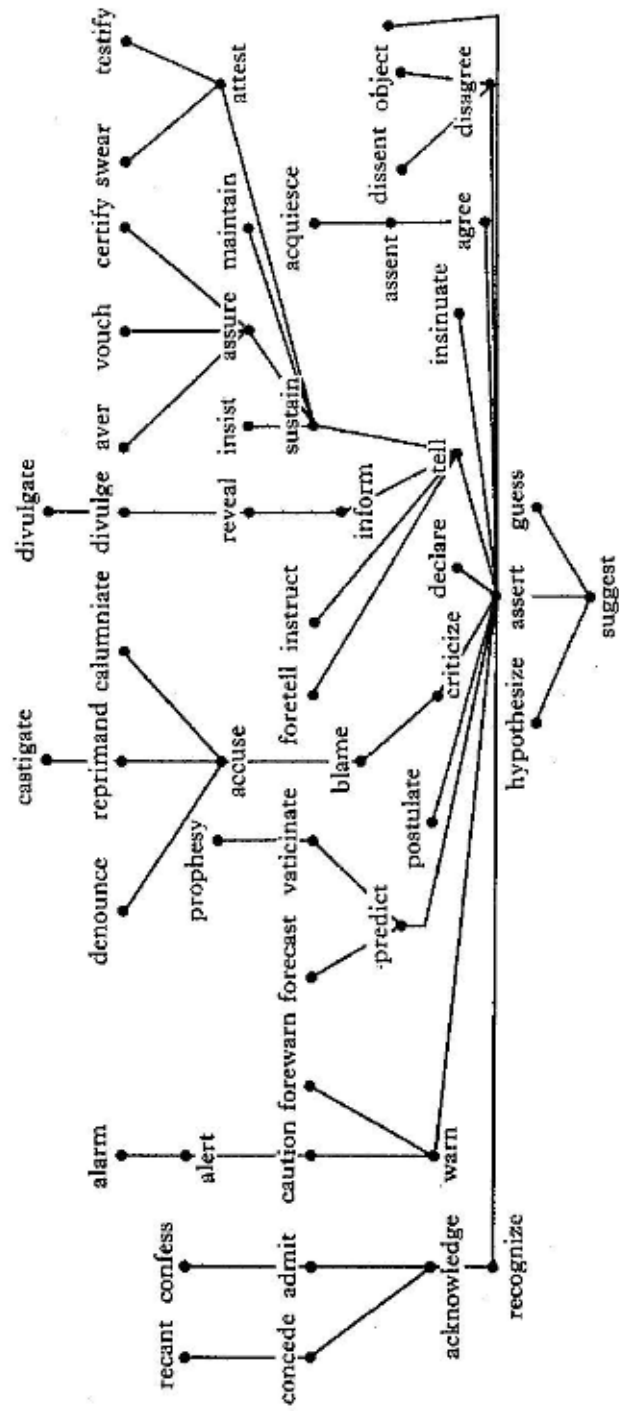 castigate
divulgate
denounce
reprimand
calumniate
divulge
aver
vouch
certify
swear
testify
alarm
prophesy
accuse
reveal
insist
assure
maintain
attest
recant
confess
alert
forewarn
forecast
vaticinate
foretell
instruct
sustain
acquiesce
concede
admit
caution
predict
blame
inform
assent
dissent
object
acknowledge
warn
postulate
criticize
declare
tell
insinuate
agree
disagree
recognize
hypothesize
assert
guess
suggest